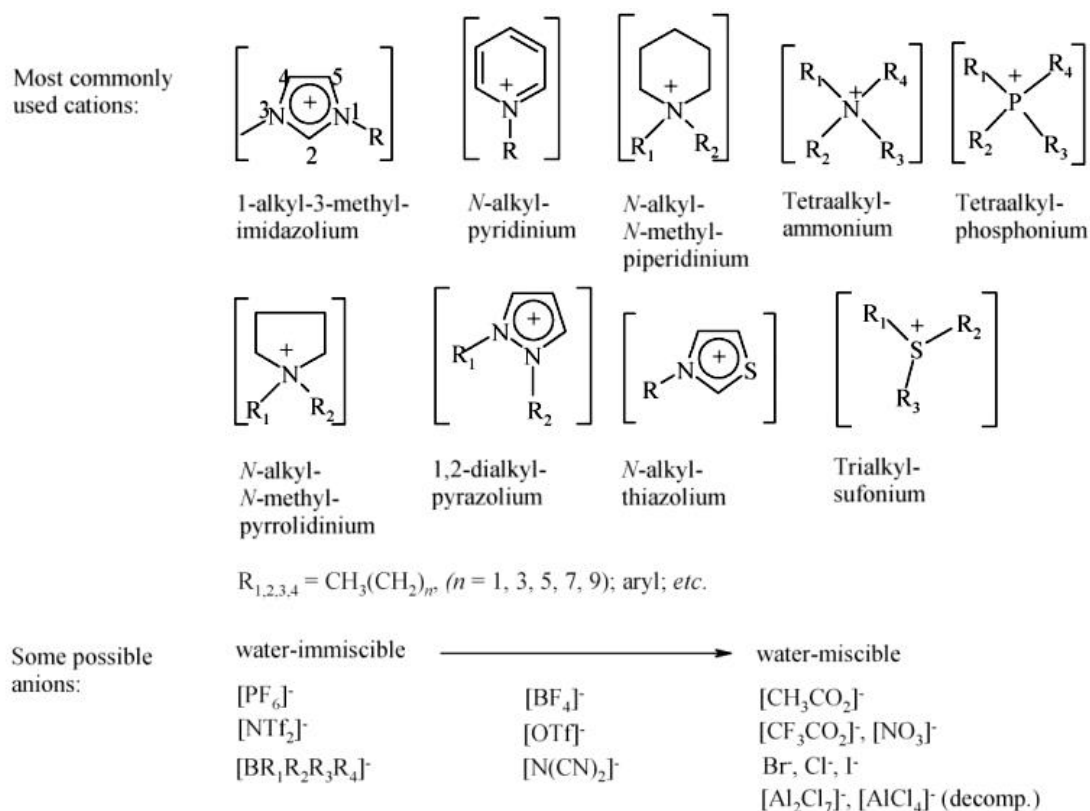 Most commonly
used cations:
4 5
+
3
N N 1
R
2
+
N
R
+
N
R1 R2
R1 R4
+
N
R2 R3
R1 + R4
P
R2 R3
1-alkyl-3-methyl-
imidazolium
N-alkyl-
pyridinium
N-alkyl-
N-methyl-
piperidinium
Tetraalkyl-
ammonium
Tetraalkyl-
phosphonium
+
N
R1 R2
+
N
R1 N
R2
+
N S
R
R1 + R2
S
R3
N-alkyl-
N-methyl-
pyrrolidinium
1,2-dialkyl-
pyrazolium
N-alkyl-
thiazolium
Trialkyl-
sufonium
R1,2,3,4 = CH3(CH2)n, (n = 1, 3, 5, 7, 9); aryl; etc.
Some possible
anions:
water-immiscible water-miscible
[PF6]- [BF4]- [CH3CO2]-
[NTf2]- [OTf]- [CF3CO2]-, [NO3]-
[BR1R2R3R4]- [N(CN)2]- Br-, Cl-, I-
[Al2Cl7]-, [AlCl4]- (decomp.)